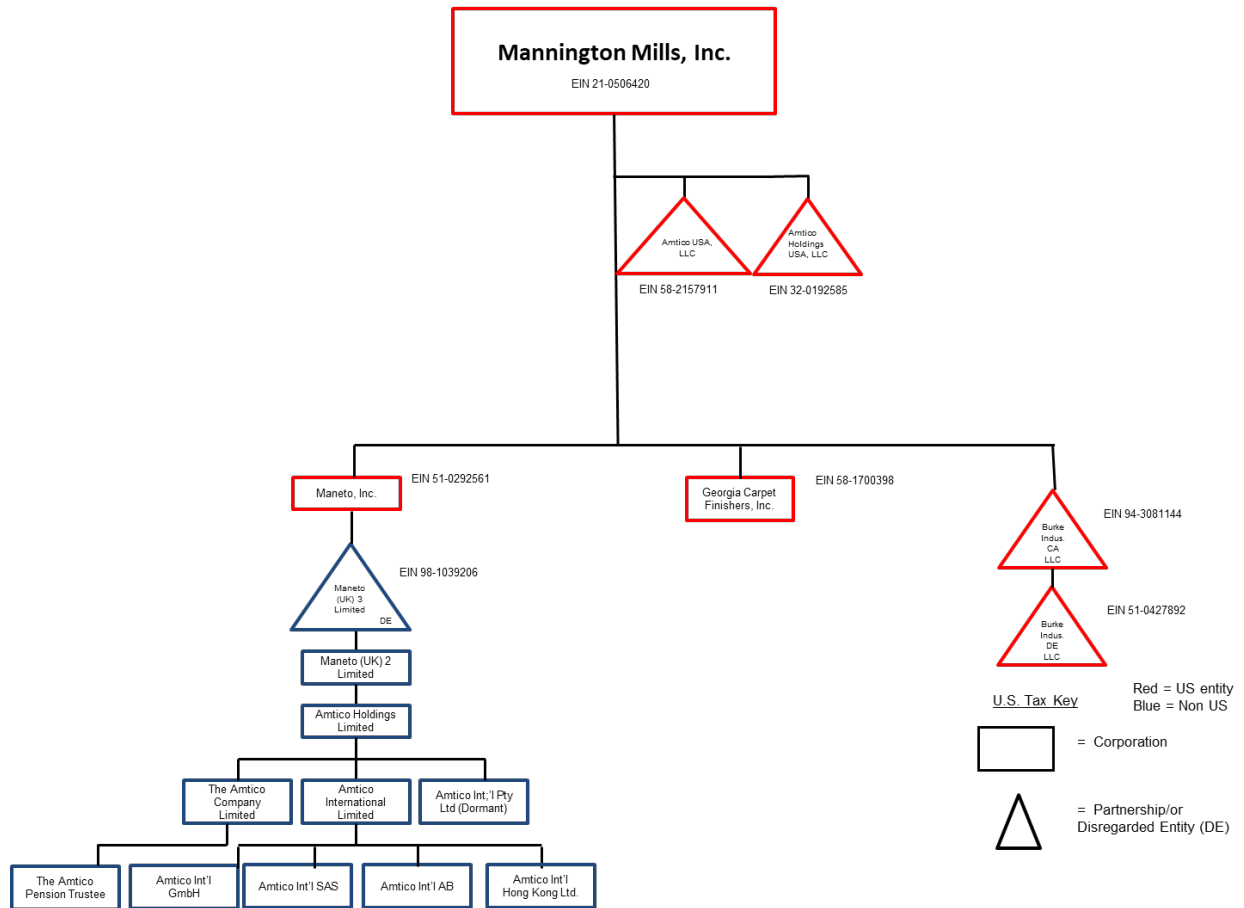 Mannington Mills, Inc.
EIN 21-0506420
Amtico USA,
LLC
Amtico
Holdings
USA, LLC
EIN 58-2157911
EIN 32-0192585
EIN 51-0292561
Maneto, Inc.
Georgia Carpet
Finishers, Inc.
EIN 58-1700398
EIN 94-3081144
Burke
Indus.
CA
LLC
EIN 98-1039206
Maneto
(UK) 3
Limited
DE
EIN 51-0427892
Burke
Indus.
DE
LLC
Maneto (UK) 2
Limited
Amtico Holdings
Limited
The Amtico
Company
Limited
Amtico
International
Limited
Amtico Int;'l Pty
Ltd (Dormant)
The Amtico
Pension Trustee
Amtico Int'l
GmbH
Amtico Int'l SAS
Amtico Int'l AB
Amtico Int'l
Hong Kong Ltd.
U.S. Tax Key
Red = US entity
Blue = Non US
= Corporation
= Partnership/or
Disregarded Entity (DE)